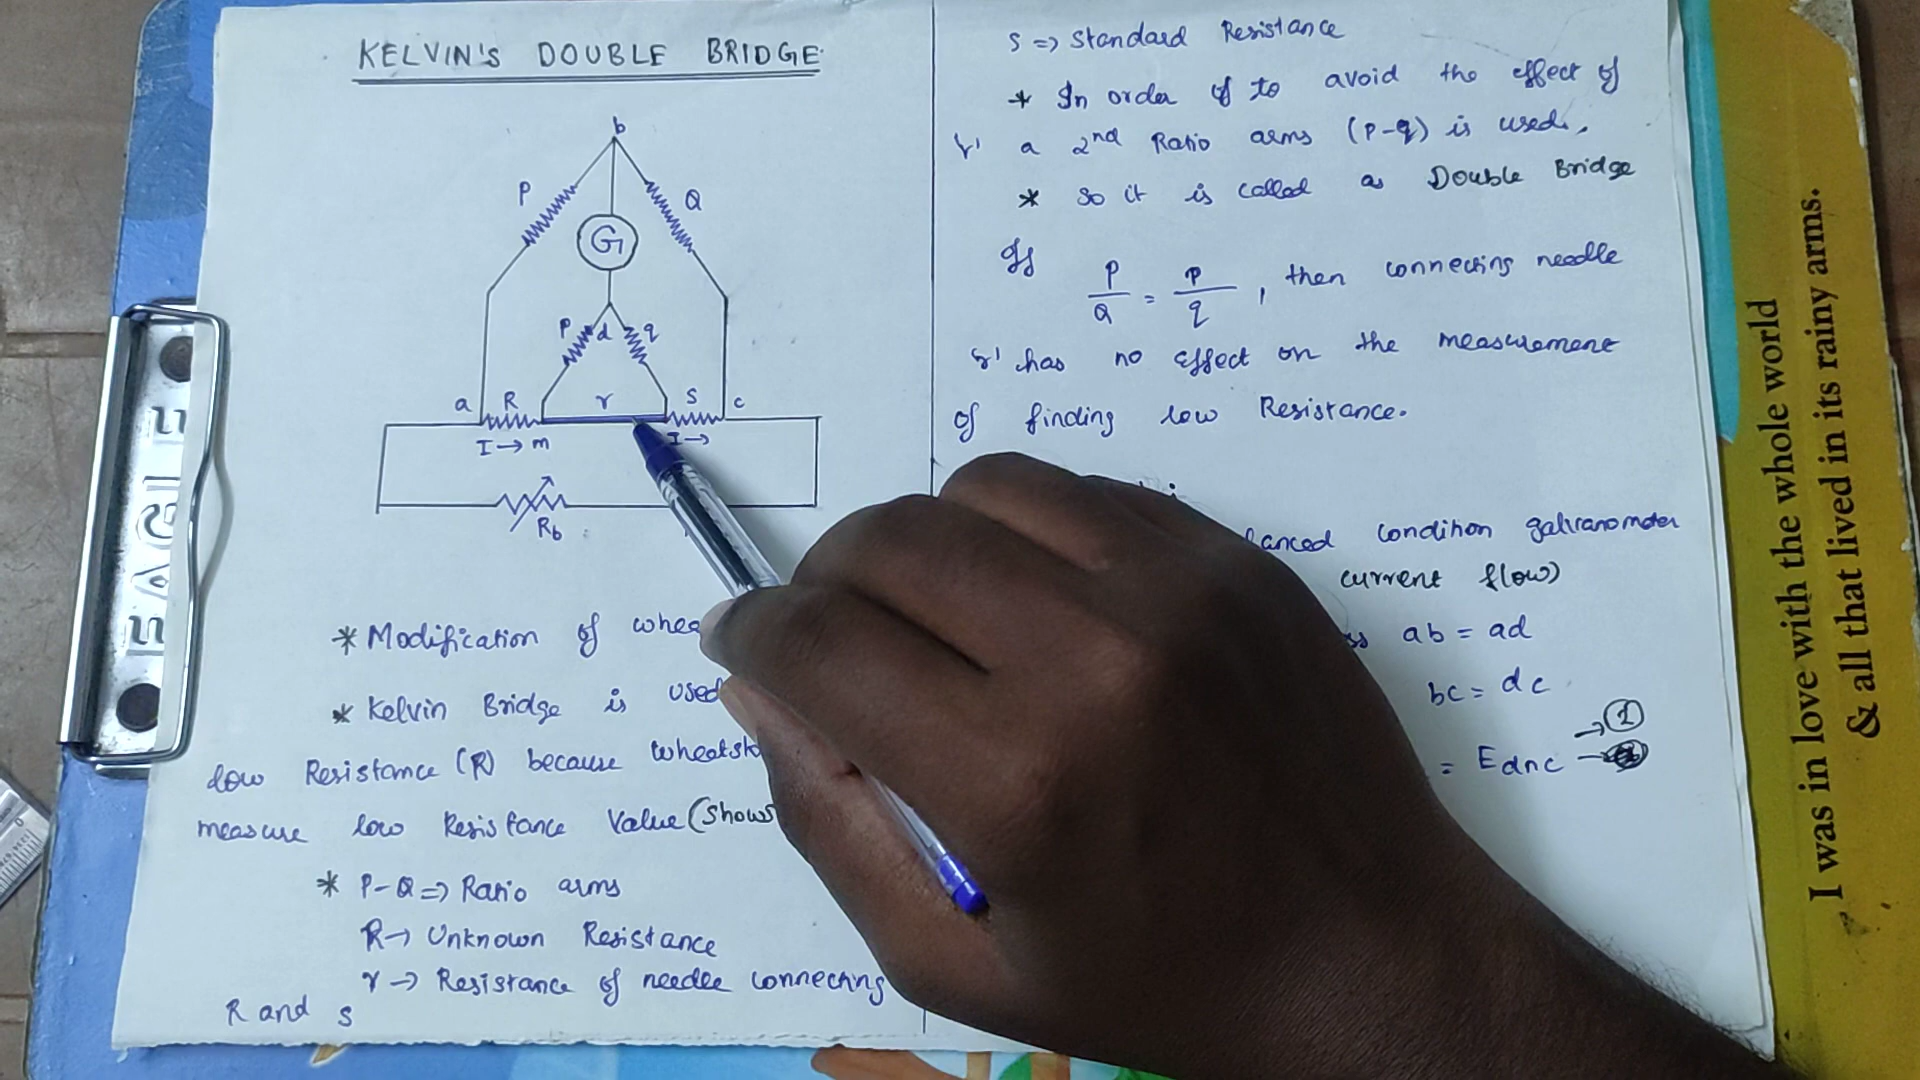 KELVIN'S DOUBLE BRIDGE
b
P
Q
G
P d q
a R r S c
I → m I →
Rb
* Modification of
* Kelvin Bridge is used
low Resistance (R) because
measure low Resistance Value (Shows
* P-Q => Ratio arms
R → Unknown Resistance
r → Resistance of needle connecting
R and S
S => Standard Resistance
* In order of to avoid the effect of
'r' a 2nd Ratio arms (p-q) is used.
* So it is called as Double Bridge
If P/Q = p/q, then connecting needle
'r' has no effect on the measurement
of finding low Resistance.
condition galvanometer
current flow)
ab = ad
bc = dc
→ 1
= Ednc
EAGLE
I was in love with the whole world
& all that lived in its rainy arms.